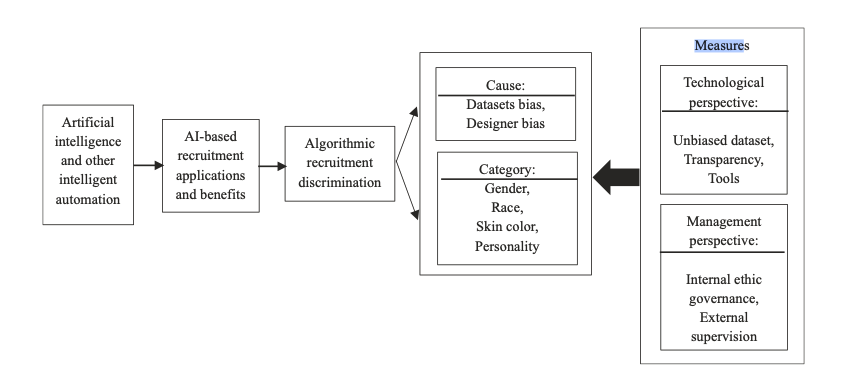 Artificial
intelligence
and other
intelligent
automation
AI-based
recruitment
applications
and benefits
Algorithmic
recruitment
discrimination
Cause:
Datasets bias,
Designer bias
Category:
Gender,
Race,
Skin color,
Personality
Measures
Technological
perspective:
Unbiased dataset,
Transparency,
Tools
Management
perspective:
Internal ethic
governance,
External
supervision